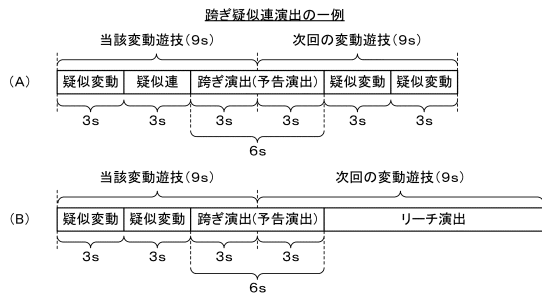 跨ぎ疑似連演出の一例
当該変動遊技(9s) 次回の変動遊技(9s)
(A) 疑似変動 疑似連 跨ぎ演出(予告演出) 疑似変動 疑似変動
3s 3s 3s 3s 3s 3s
6s
当該変動遊技(9s) 次回の変動遊技(9s)
(B) 疑似変動 疑似変動 跨ぎ演出(予告演出) リーチ演出
3s 3s 3s 3s
6s